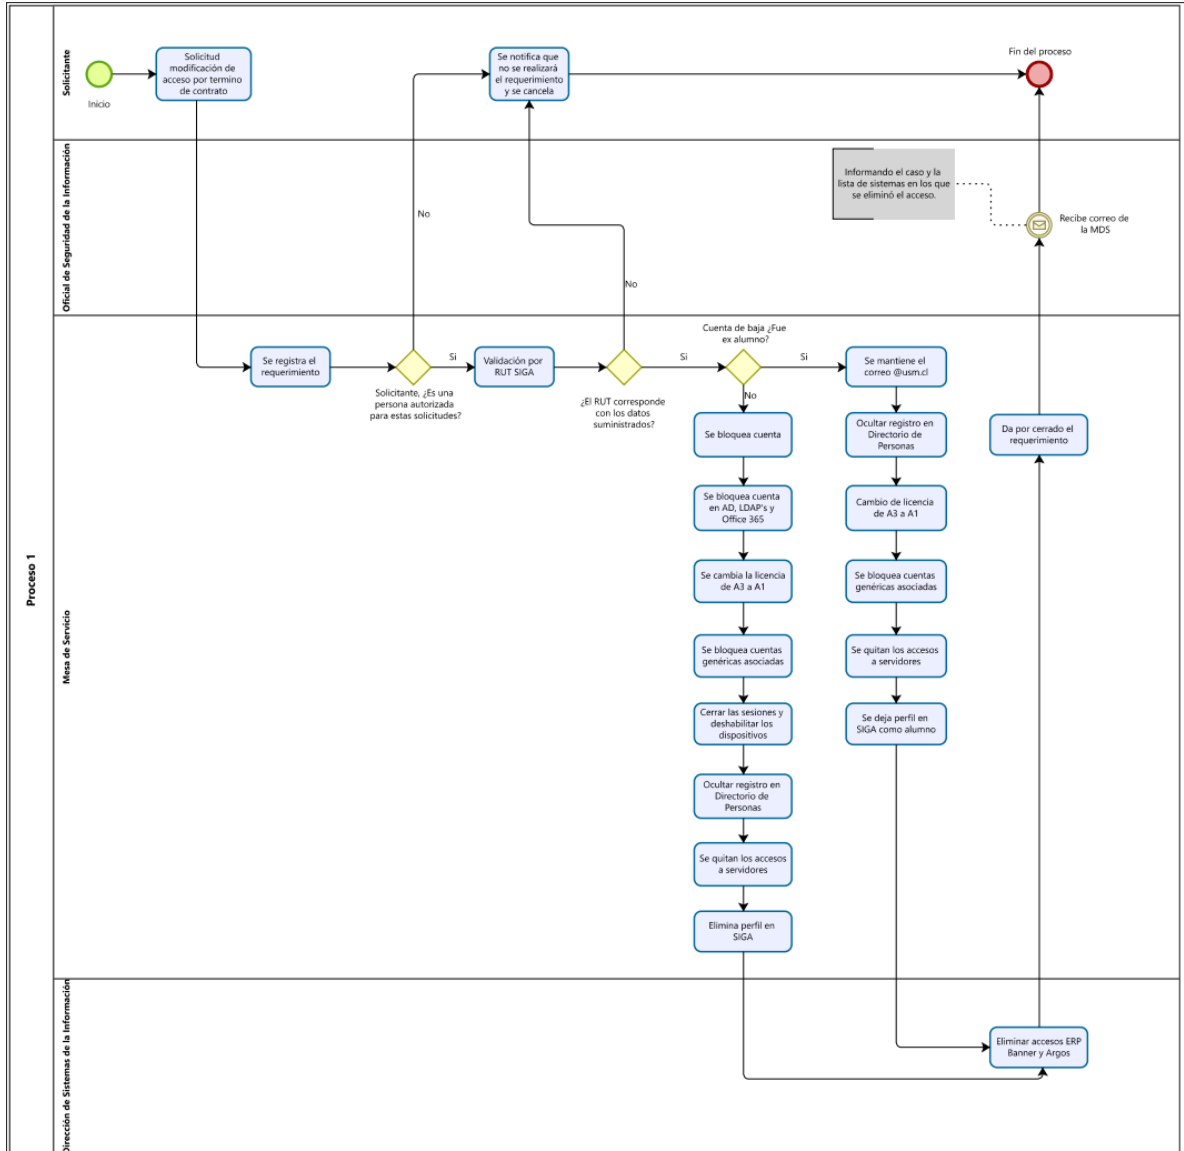 Proceso 1
Solicitante
Inicio
Solicitud
modificación de
acceso por termino
de contrato
Se notifica que
no se realizará
el requerimiento
y se cancela
Fin del proceso
Oficial de Seguridad de la Información
No
No
Informando el caso y la
lista de sistemas en los que
se eliminó el acceso.
Recibe correo de
la MDS
Mesa de Servicio
Se registra el
requerimiento
Solicitante, ¿Es una
persona autorizada
para estas solicitudes?
Si
Validación por
RUT SIGA
¿El RUT corresponde
con los datos
suministrados?
Si
Cuenta de baja ¿Fue
ex alumno?
Si
No
Se bloquea cuenta
Se bloquea cuenta
en AD, LDAP's y
Office 365
Se cambia la licencia
de A3 a A1
Se bloquea cuentas
genéricas asociadas
Cerrar las sesiones y
deshabilitar los
dispositivos
Ocultar registro en
Directorio de
Personas
Se quitan los accesos
a servidores
Elimina perfil en
SIGA
Se mantiene el
correo @usm.cl
Ocultar registro en
Directorio de
Personas
Cambio de licencia
de A3 a A1
Se bloquea cuentas
genéricas asociadas
Se quitan los accesos
a servidores
Se deja perfil en
SIGA como alumno
Da por cerrado el
requerimiento
Dirección de Sistemas de la Información
Eliminar accesos ERP
Banner y Argos